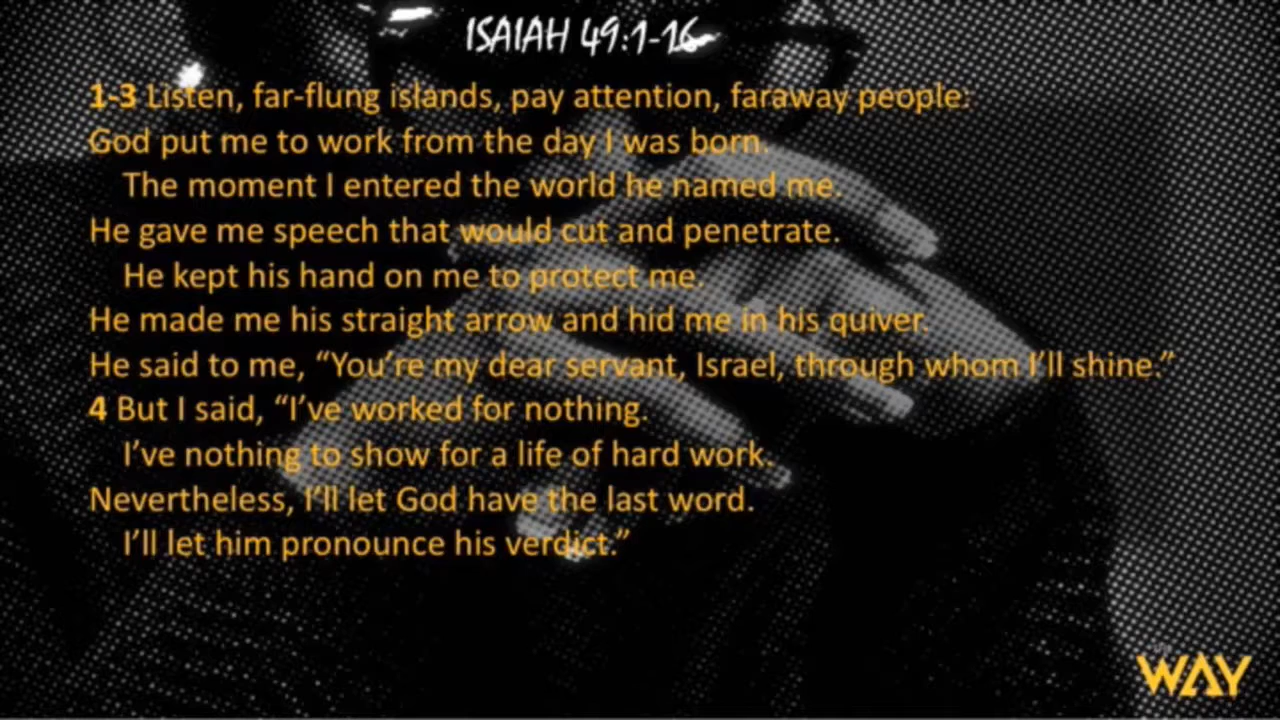 ISAIAH 49:1-16
1-3 Listen, far-flung islands, pay attention, faraway people:
God put me to work from the day I was born.
The moment I entered the world he named me.
He gave me speech that would cut and penetrate.
He kept his hand on me to protect me.
He made me his straight arrow and hid me in his quiver.
He said to me, “You’re my dear servant, Israel, through whom I’ll shine.”
4 But I said, “I’ve worked for nothing.
I’ve nothing to show for a life of hard work.
Nevertheless, I’ll let God have the last word.
I’ll let him pronounce his verdict.”
WAY